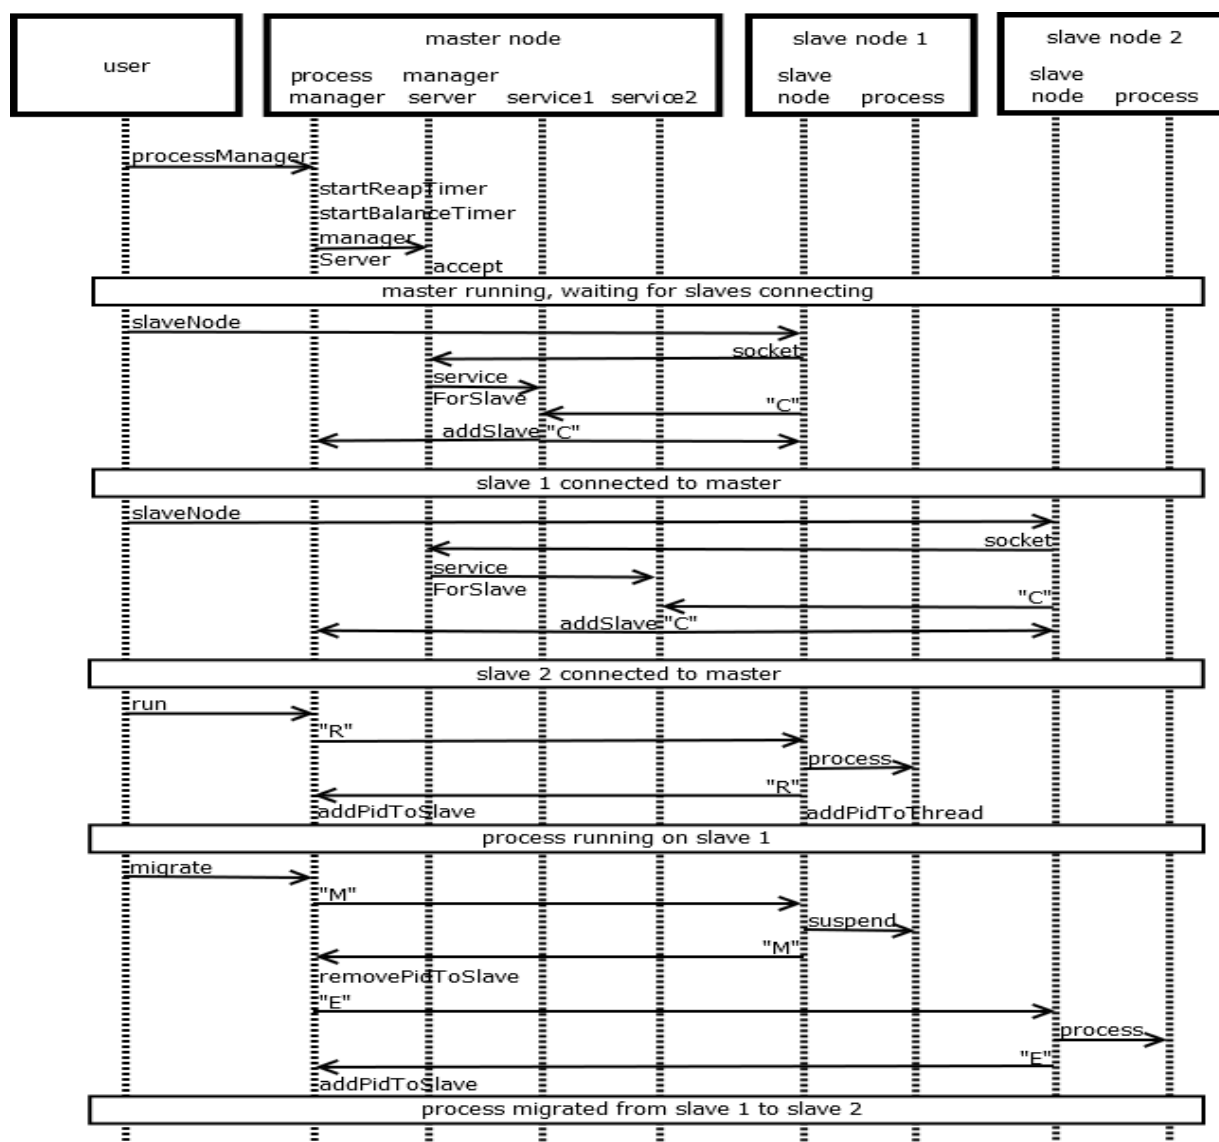 user
master node
slave node 1
slave node 2
process
manager
manager
server
service1
service2
slave
node
process
slave
node
process
processManager
startReapTimer
startBalanceTimer
manager
Server
accept
master running, waiting for slaves connecting
slaveNode
socket
service
ForSlave
"C"
addSlave "C"
slave 1 connected to master
slaveNode
socket
service
ForSlave
"C"
addSlave "C"
slave 2 connected to master
run
"R"
process
"R"
addPidToSlave
addPidToThread
process running on slave 1
migrate
"M"
suspend
"M"
removePidToSlave
"E"
process
"E"
addPidToSlave
process migrated from slave 1 to slave 2